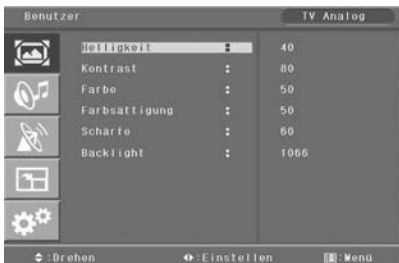 Benutzer TV Analog
Helligkeit : 40
Kontrast : 80
Farbe : 50
Farbsättigung : 50
Schärfe : 60
Backlight : 1066
:Drehen :Einstellen :Menü